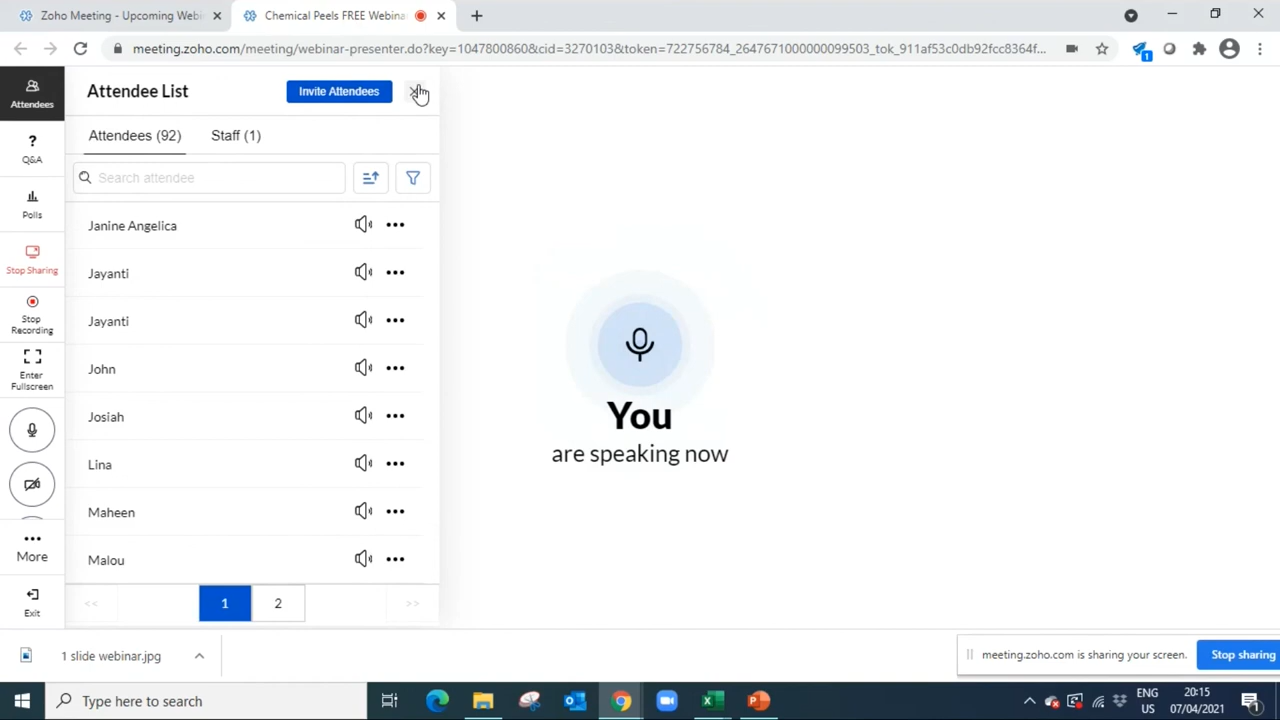 Zoho Meeting - Upcoming Webi
Chemical Peels FREE Webina
meeting.zoho.com/meeting/webinar-presenter.do?key=1047800860&cid=3270103&token=722756784_2647671000000099503_tok_911af53c0db92fcc8364f...
1
Attendees
Q&A
Polls
Stop Sharing
Stop
Recording
Enter
Fullscreen
More
Exit
Attendee List
Invite Attendees
Attendees (92)
Staff (1)
Search attendee
Janine Angelica
Jayanti
Jayanti
John
Josiah
Lina
Maheen
Malou
<<
1
2
>>
You
are speaking now
1 slide webinar.jpg
meeting.zoho.com is sharing your screen.
Stop sharing
Type here to search
ENG
US
20:15
07/04/2021
1